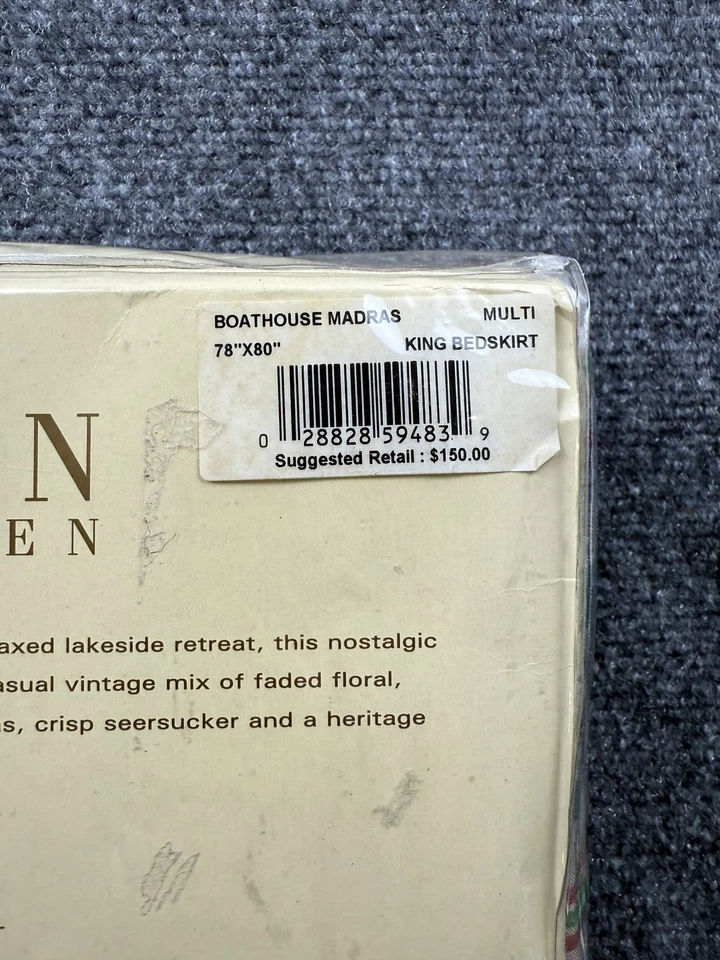 BOATHOUSE MADRAS MULTI
78"X80" KING BEDSKIRT
0 28828 59483 9
Suggested Retail : $150.00
N
EN
axed lakeside retreat, this nostalgic
asual vintage mix of faded floral,
s, crisp seersucker and a heritage